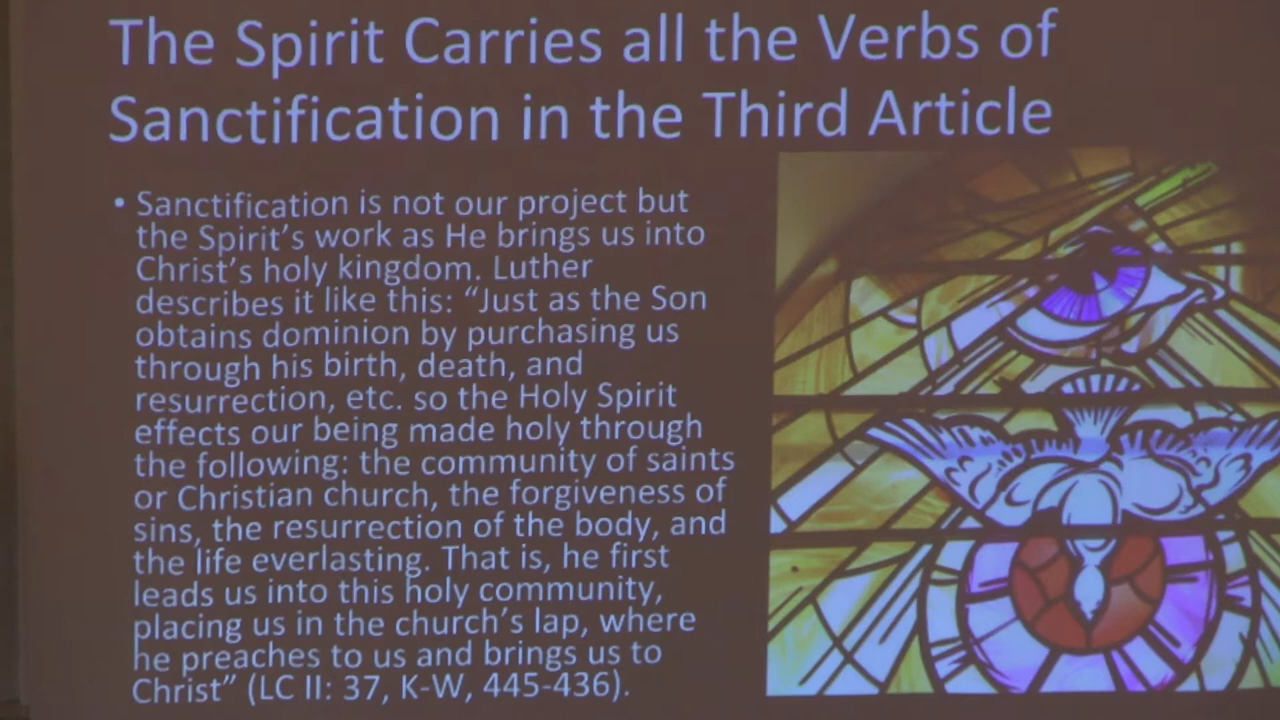 The Spirit Carries all the Verbs of
Sanctification in the Third Article
• Sanctification is not our project but
the Spirit's work as He brings us into
Christ's holy kingdom. Luther
describes it like this: “Just as the Son
obtains dominion by purchasing us
through his birth, death, and
resurrection, etc. so the Holy Spirit
effects our being made holy through
the following: the community of saints
or Christian church, the forgiveness of
sins, the resurrection of the body, and
the life everlasting. That is, he first
leads us into this holy community,
placing us in the church's lap, where
he preaches to us and brings us to
Christ” (LC II: 37, K-W, 445-436).